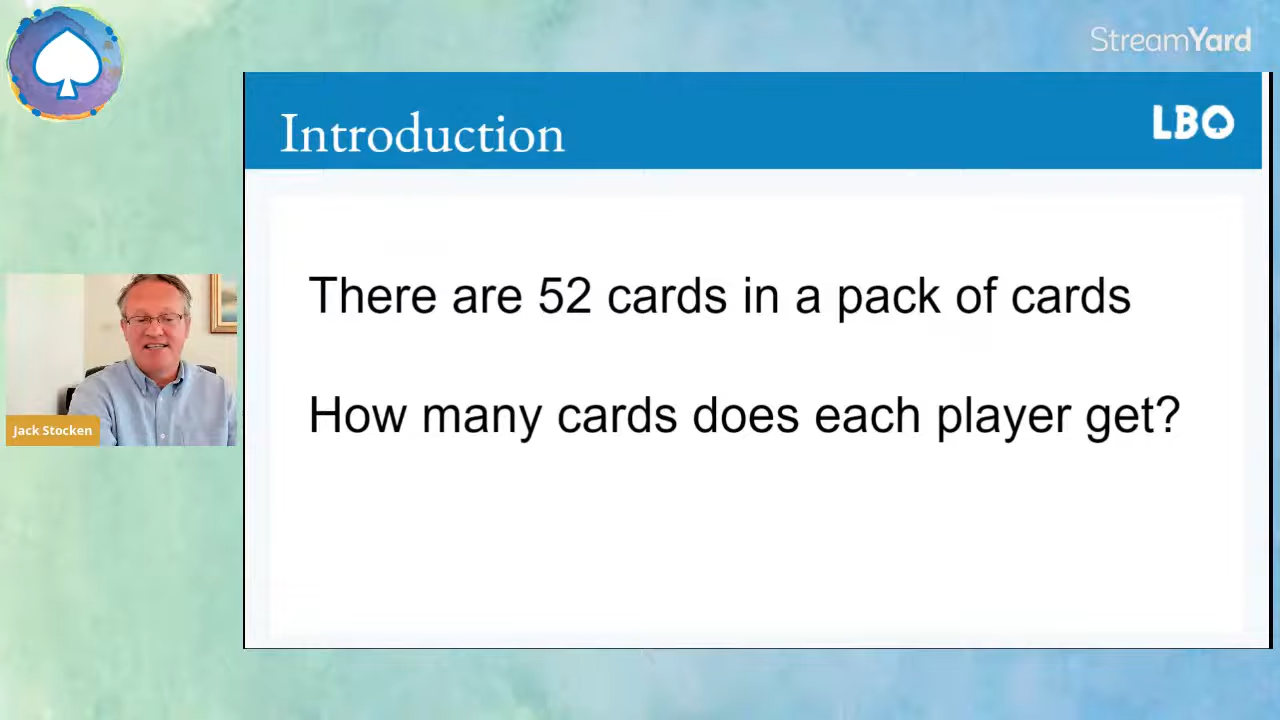 StreamYard
Introduction
LBO
There are 52 cards in a pack of cards
How many cards does each player get?
Jack Stocken